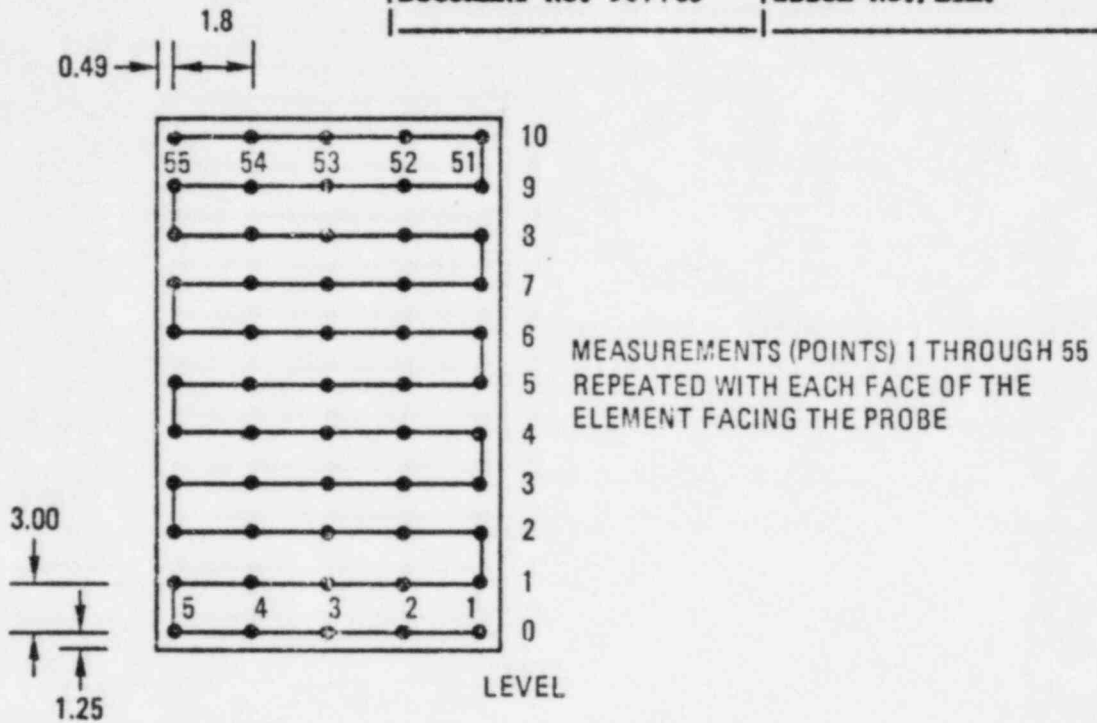 1.8
0.49
10
55 54 53 52 51
9
8
7
6
5
4
3
2
1
5 4 3 2 1
0
3.00
1.25
LEVEL
MEASUREMENTS (POINTS) 1 THROUGH 55
REPEATED WITH EACH FACE OF THE
ELEMENT FACING THE PROBE